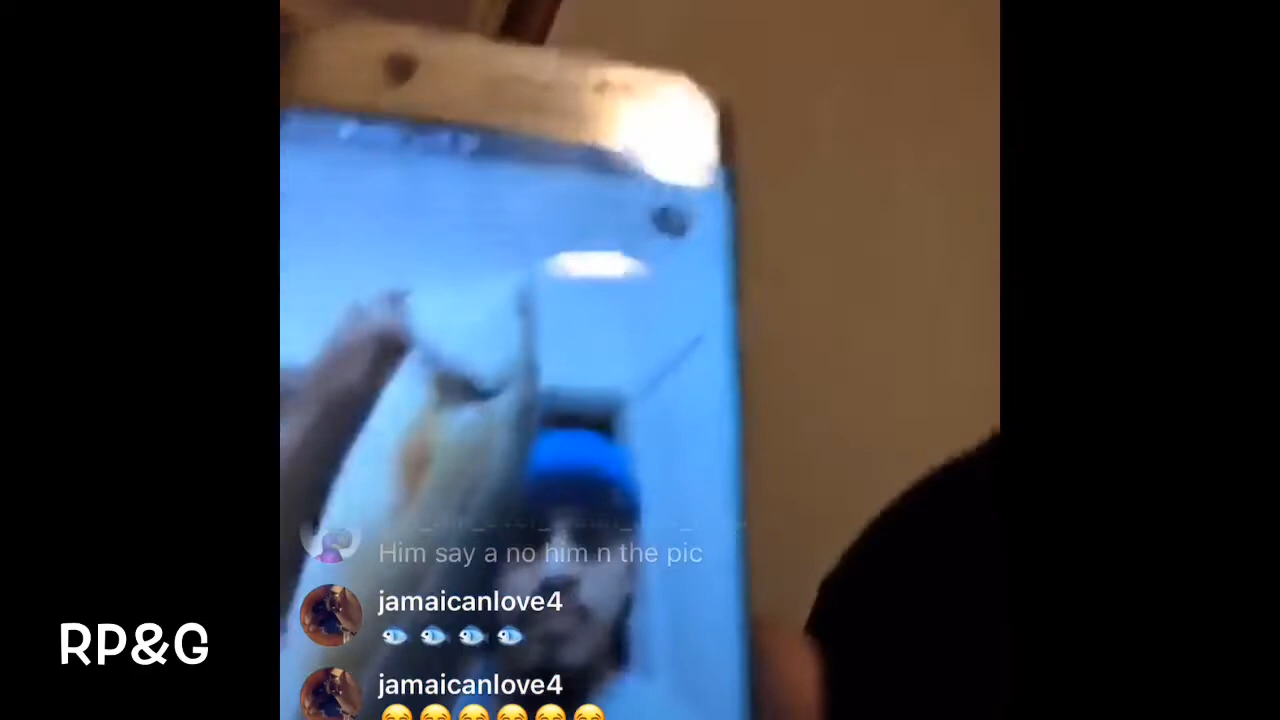 Him say a no him n the pic
jamaicanlove4
🐟 🐟 🐟 🐟
jamaicanlove4
😂😂😂😂😂😂
RP&G